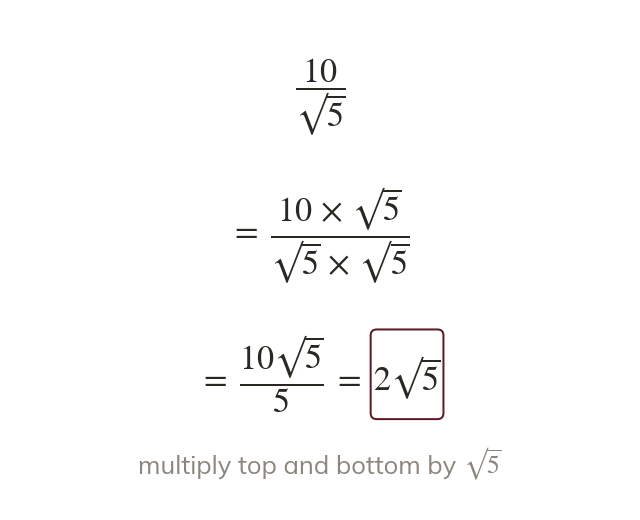 10/√5
= (10 × √5)/(√5 × √5)
= 10√5/5 = 2√5
multiply top and bottom by √5